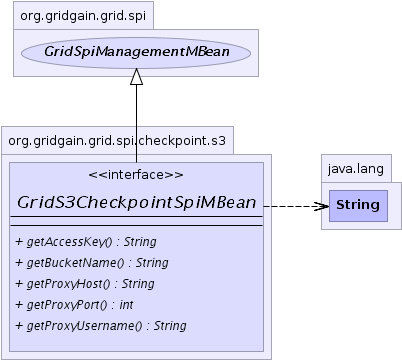 org.gridgain.grid.spi
GridSpiManagementMBean
org.gridgain.grid.spi.checkpoint.s3
<<interface>>
GridS3CheckpointSpiMBean
+ getAccessKey() : String
+ getBucketName() : String
+ getProxyHost() : String
+ getProxyPort() : int
+ getProxyUsername() : String
java.lang
String